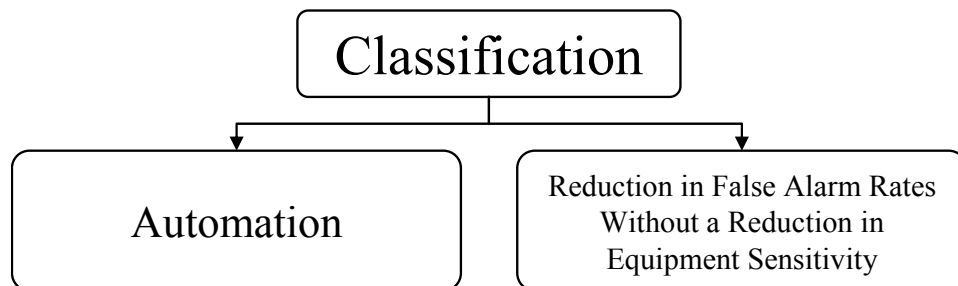 Classification
Automation
Reduction in False Alarm Rates
Without a Reduction in
Equipment Sensitivity